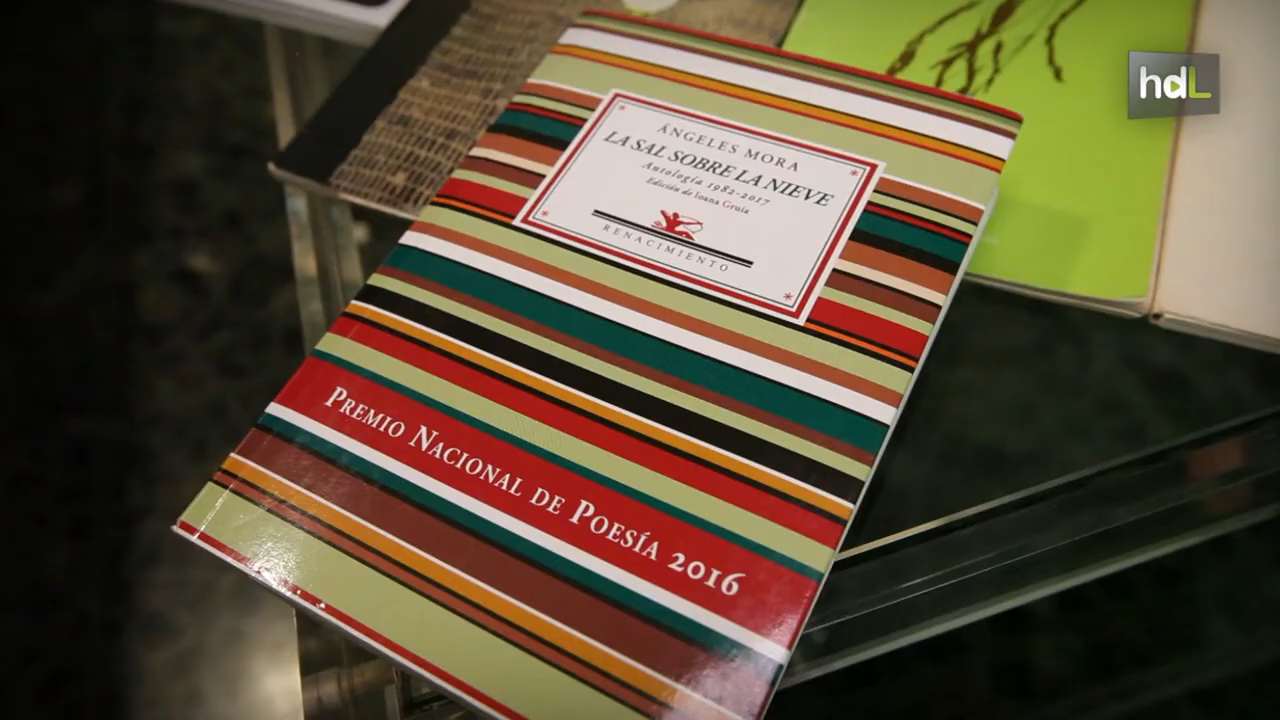 hdL
ÁNGELES MORA
LA SAL SOBRE LA NIEVE
Antología 1982-2017
Edición de Ioana Gruia
RENACIMIENTO
PREMIO NACIONAL DE POESÍA 2016